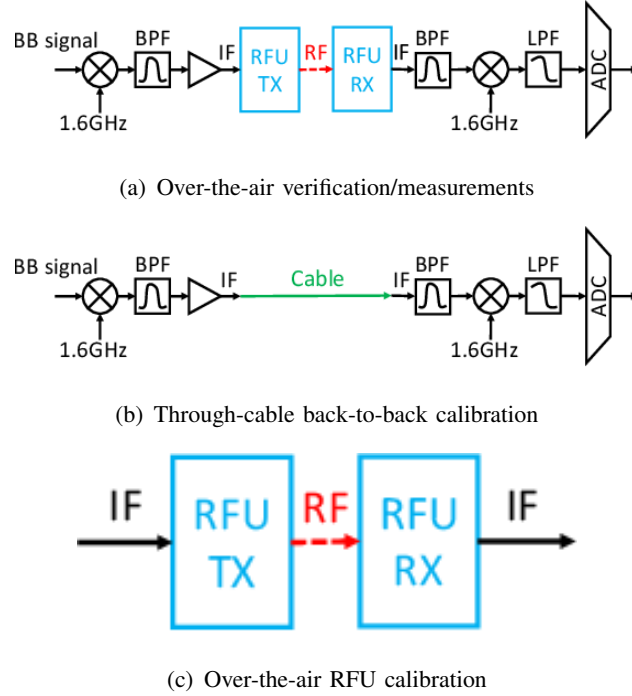 BB signal BPF IF RFU TX RF RFU RX IF BPF LPF ADC
1.6GHz 1.6GHz
(a) Over-the-air verification/measurements
BB signal BPF IF Cable IF BPF LPF ADC
1.6GHz 1.6GHz
(b) Through-cable back-to-back calibration
IF RFU TX RF RFU RX IF
(c) Over-the-air RFU calibration